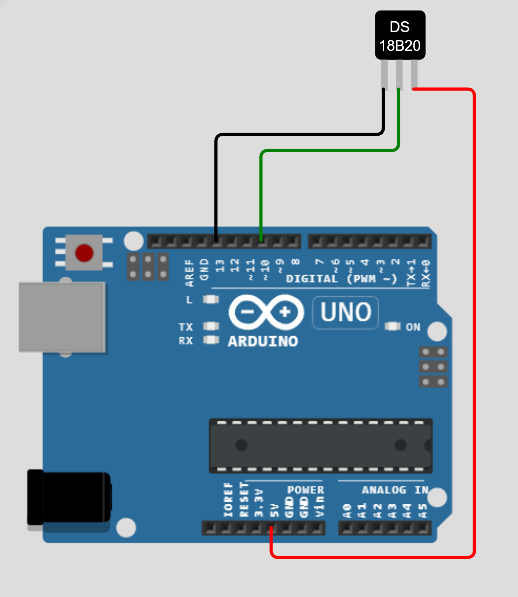 DS
18B20
AREF
GND
13
12
~11
~10
~9
8
7
~6
~5
4
~3
2
TX→1
RX←0
DIGITAL (PWM ~)
L
TX
RX
UNO
ARDUINO
ON
IOREF
RESET
3.3V
5V
GND
GND
Vin
POWER
ANALOG IN
A0
A1
A2
A3
A4
A5